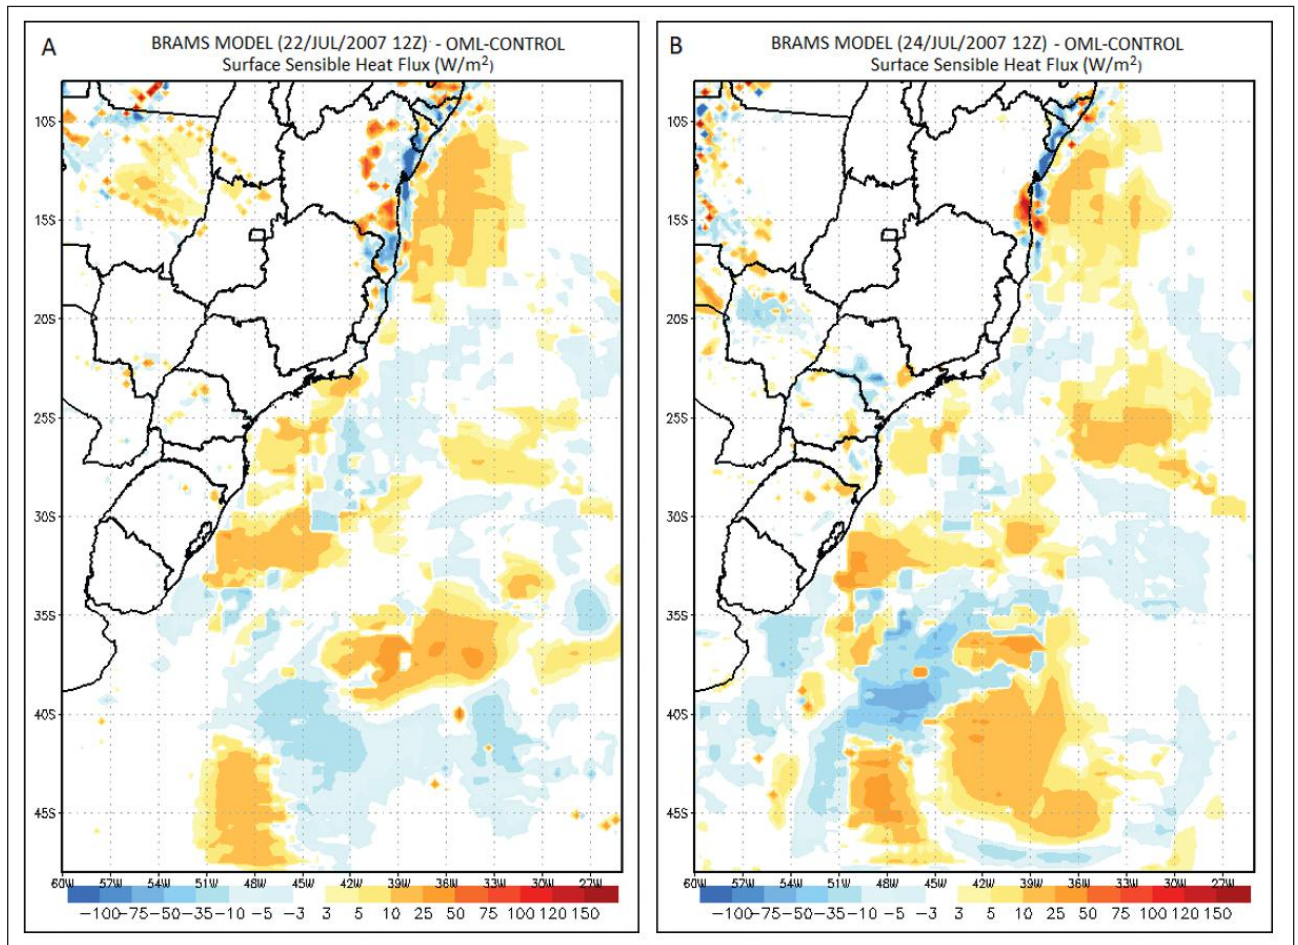 A
BRAMS MODEL (22/JUL/2007 12Z) - OML-CONTROL
Surface Sensible Heat Flux (W/m²)
10S
15S
20S
25S
30S
35S
40S
45S
60W 57W 54W 51W 48W 45W 42W 39W 36W 33W 30W 27W
-100 -75 -50 -35 -10 -5 -3 3 5 10 25 50 75 100 120 150
B
BRAMS MODEL (24/JUL/2007 12Z) - OML-CONTROL
Surface Sensible Heat Flux (W/m²)
10S
15S
20S
25S
30S
35S
40S
45S
60W 57W 54W 51W 48W 45W 42W 39W 36W 33W 30W 27W
-100 -75 -50 -35 -10 -5 -3 3 5 10 25 50 75 100 120 150